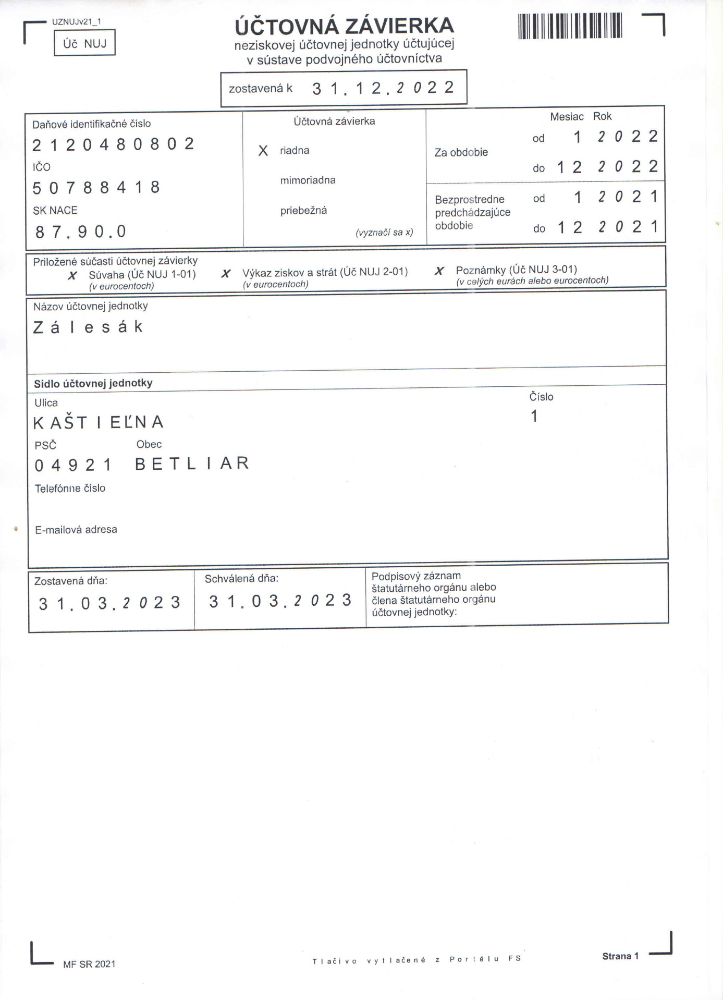 UZNUJv21_1
Úč NUJ
ÚČTOVNÁ ZÁVIERKA
neziskovej účtovnej jednotky účtujúcej
v sústave podvojného účtovníctva
zostavená k 31.12.2022
Daňové identifikačné číslo
2120480802
IČO
50788418
SK NACE
87.90.0
Účtovná závierka
X riadna
mimoriadna
priebežná
(vyznačí sa x)
Mesiac Rok
Za obdobie
od 1 2022
do 12 2022
Bezprostredne
predchádzajúce
obdobie
od 1 2021
do 12 2021
Priložené súčasti účtovnej závierky
X Súvaha (Úč NUJ 1-01)
(v eurocentoch)
X Výkaz ziskov a strát (Úč NUJ 2-01)
(v eurocentoch)
X Poznámky (Úč NUJ 3-01)
(v celých eurách alebo eurocentoch)
Názov účtovnej jednotky
Zálesák
Sídlo účtovnej jednotky
Ulica Číslo
KAŠTIEĽNA 1
PSČ Obec
04921 BETLIAR
Telefónne číslo
E-mailová adresa
Zostavená dňa:
31.03.2023
Schválená dňa:
31.03.2023
Podpisový záznam
štatutárneho orgánu alebo
člena štatutárneho orgánu
účtovnej jednotky:
MF SR 2021
Tlačivo vytlačené z Portálu FS
Strana 1